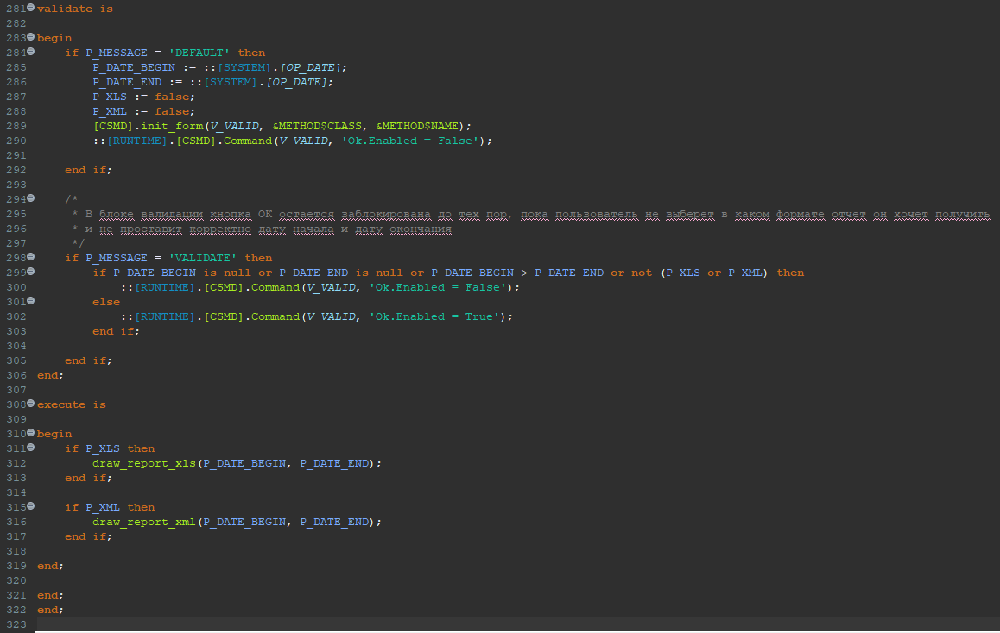 281 validate is
282
283 begin
284     if P_MESSAGE = 'DEFAULT' then
285         P_DATE_BEGIN := ::[SYSTEM].[OP_DATE];
286         P_DATE_END := ::[SYSTEM].[OP_DATE];
287         P_XLS := false;
288         P_XML := false;
289         [CSMD].init_form(V_VALID, &METHOD$CLASS, &METHOD$NAME);
290         ::[RUNTIME].[CSMD].Command(V_VALID, 'Ok.Enabled = False');
291
292     end if;
293
294     /*
295      * В блоке валидации кнопка ОК остается заблокирована до тех пор, пока пользователь не выберет в каком формате отчет он хочет получить
296      * и не проставит корректно дату начала и дату окончания
297      */
298     if P_MESSAGE = 'VALIDATE' then
299         if P_DATE_BEGIN is null or P_DATE_END is null or P_DATE_BEGIN > P_DATE_END or not (P_XLS or P_XML) then
300             ::[RUNTIME].[CSMD].Command(V_VALID, 'Ok.Enabled = False');
301         else
302             ::[RUNTIME].[CSMD].Command(V_VALID, 'Ok.Enabled = True');
303         end if;
304
305     end if;
306 end;
307
308 execute is
309
310 begin
311     if P_XLS then
312         draw_report_xls(P_DATE_BEGIN, P_DATE_END);
313     end if;
314
315     if P_XML then
316         draw_report_xml(P_DATE_BEGIN, P_DATE_END);
317     end if;
318
319 end;
320
321 end;
322 end;
323